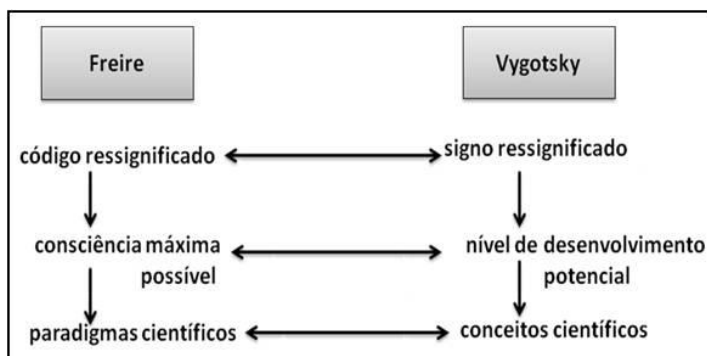 Freire
Vygotsky
código ressignificado
signo ressignificado
consciência máxima
possível
nível de desenvolvimento
potencial
paradigmas científicos
conceitos científicos